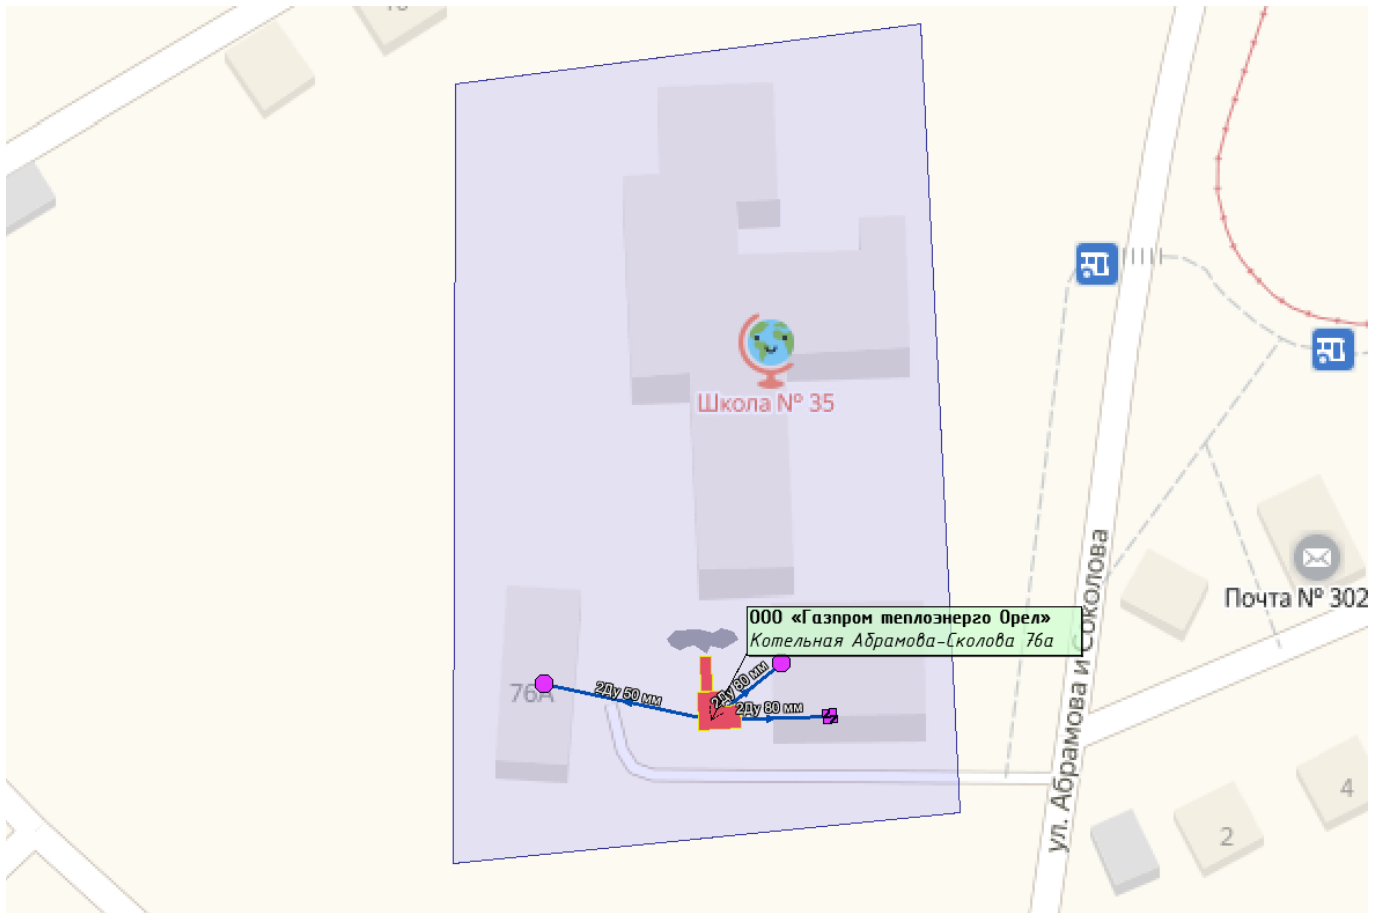 Школа № 35
ООО «Газпром теплоэнерго Орел»
Котельная Абрамова-Сколова 76а
2Ду 80 мм
2Ду 50 мм
2Ду 80 мм
76А
ул. Абрамова и Соколова
Почта № 302
4
2